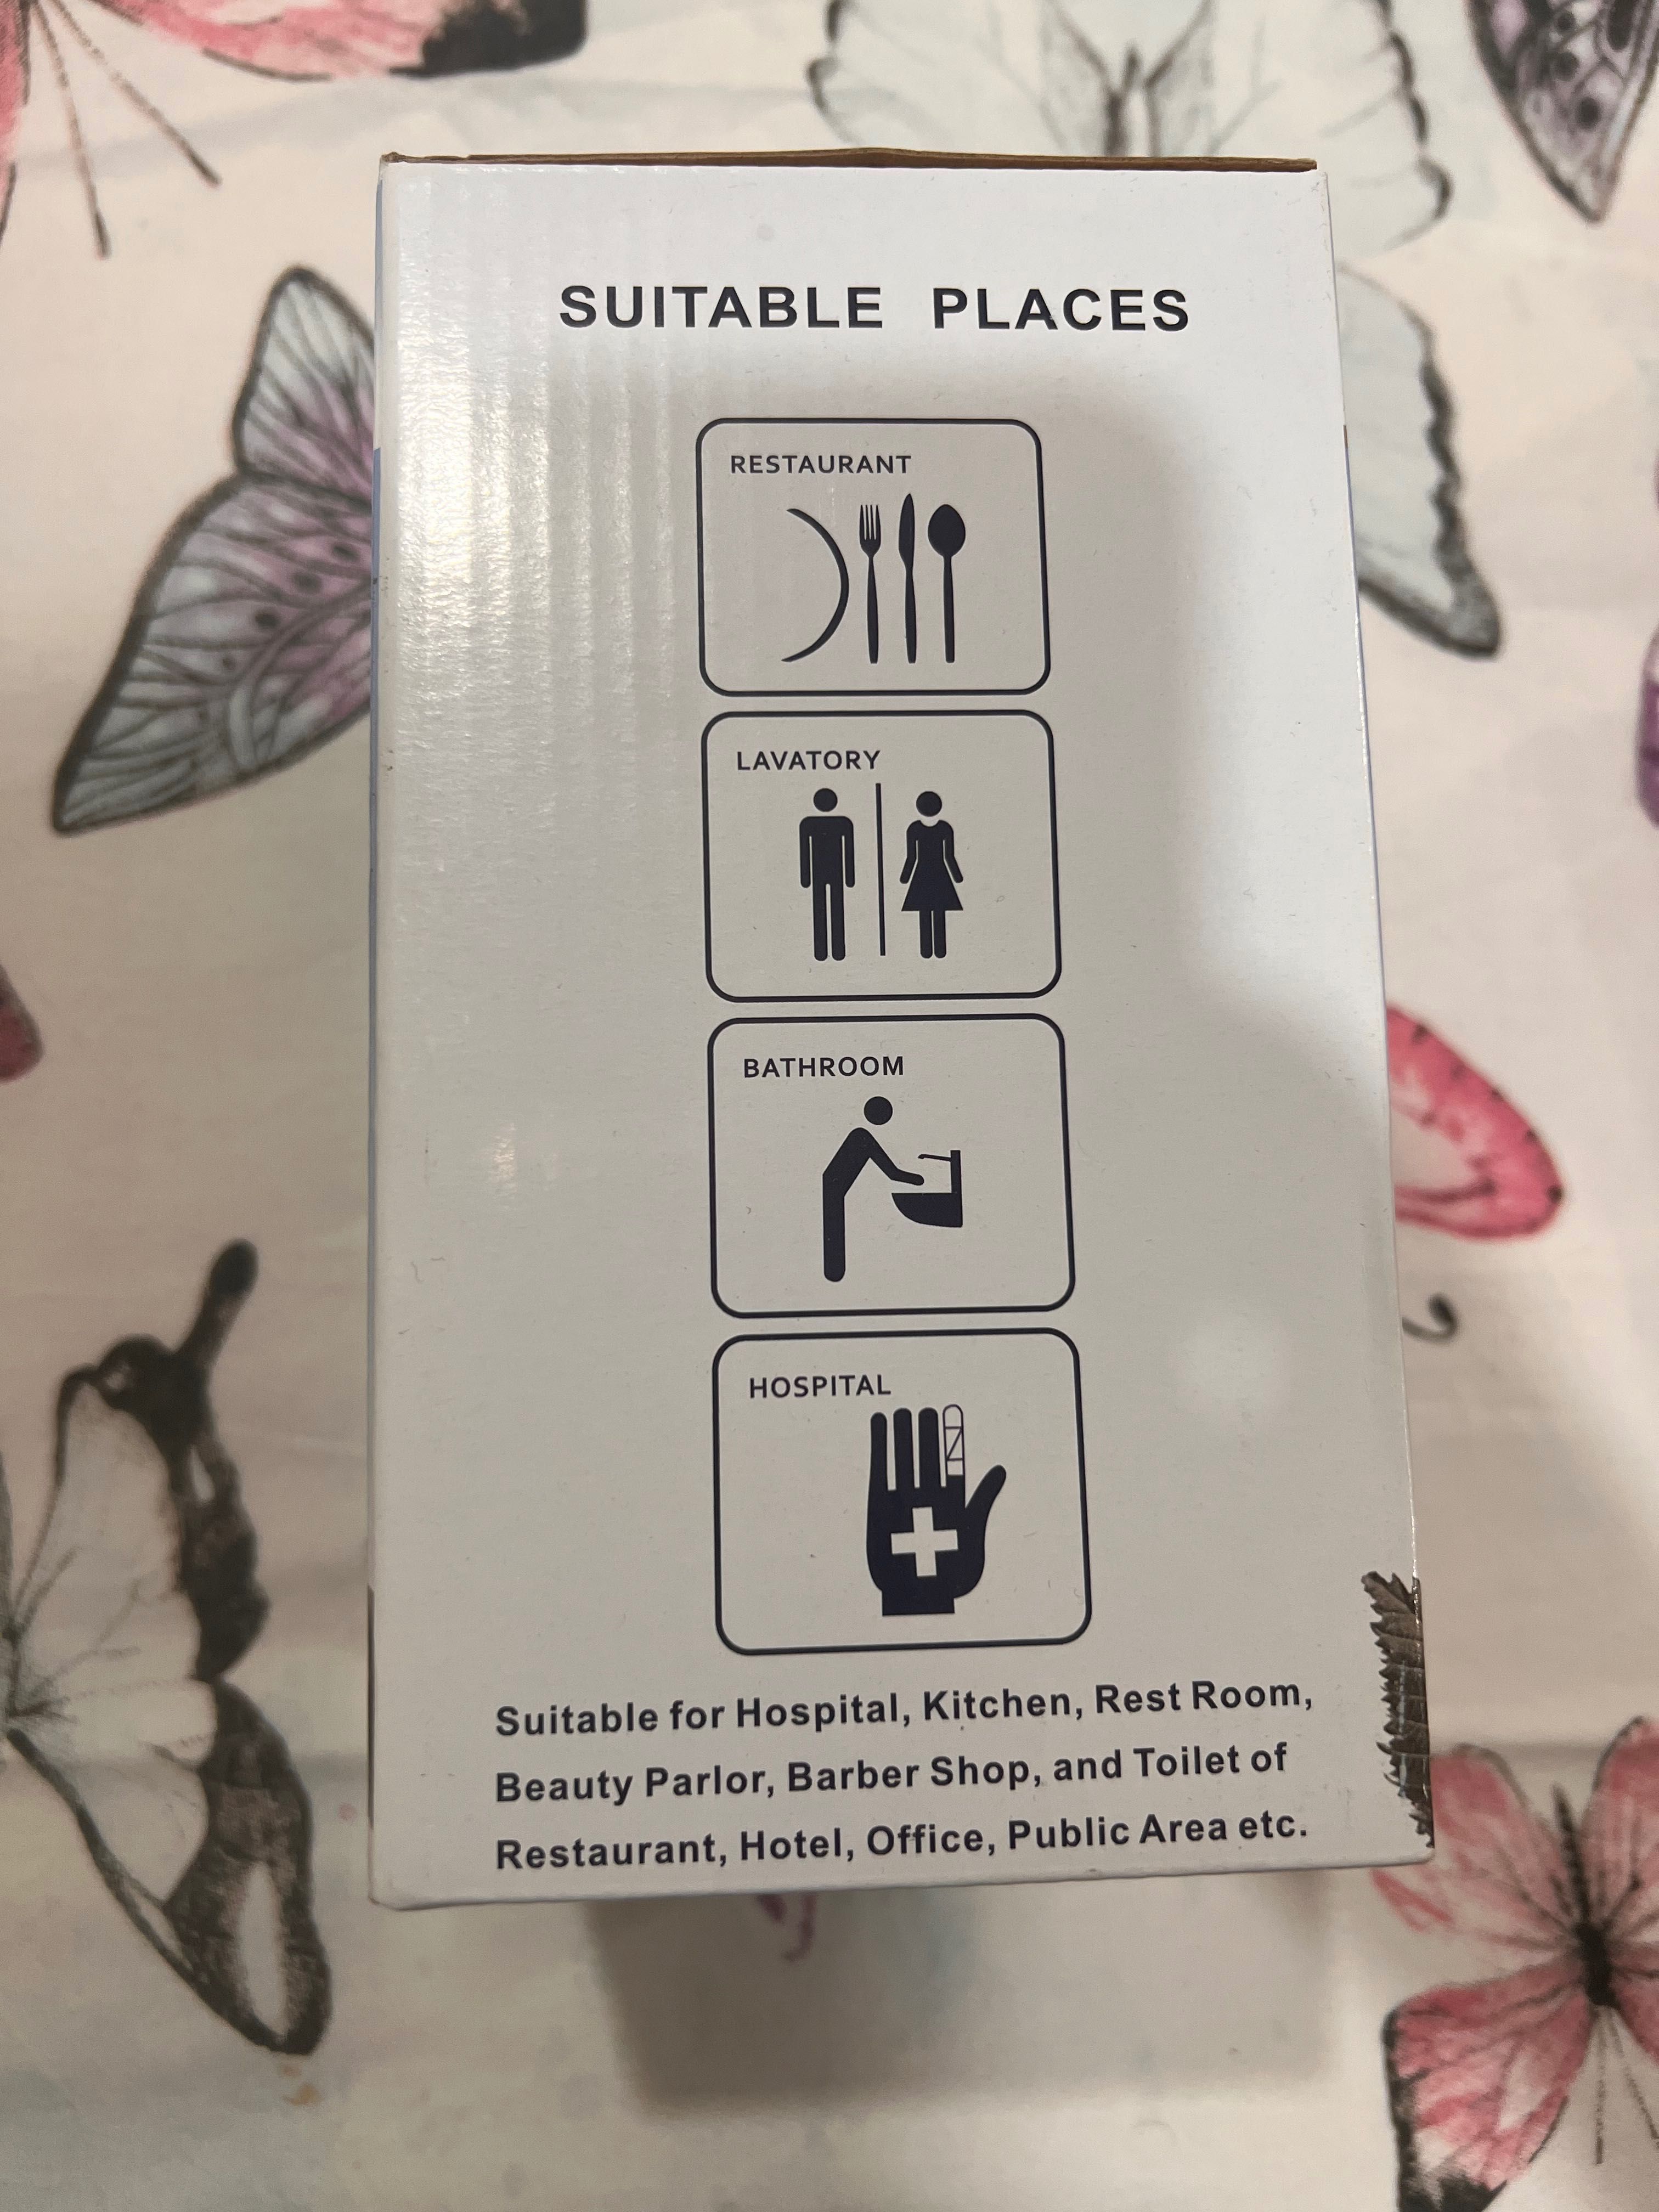 SUITABLE PLACES
RESTAURANT
LAVATORY
BATHROOM
HOSPITAL
Suitable for Hospital, Kitchen, Rest Room,
Beauty Parlor, Barber Shop, and Toilet of
Restaurant, Hotel, Office, Public Area etc.